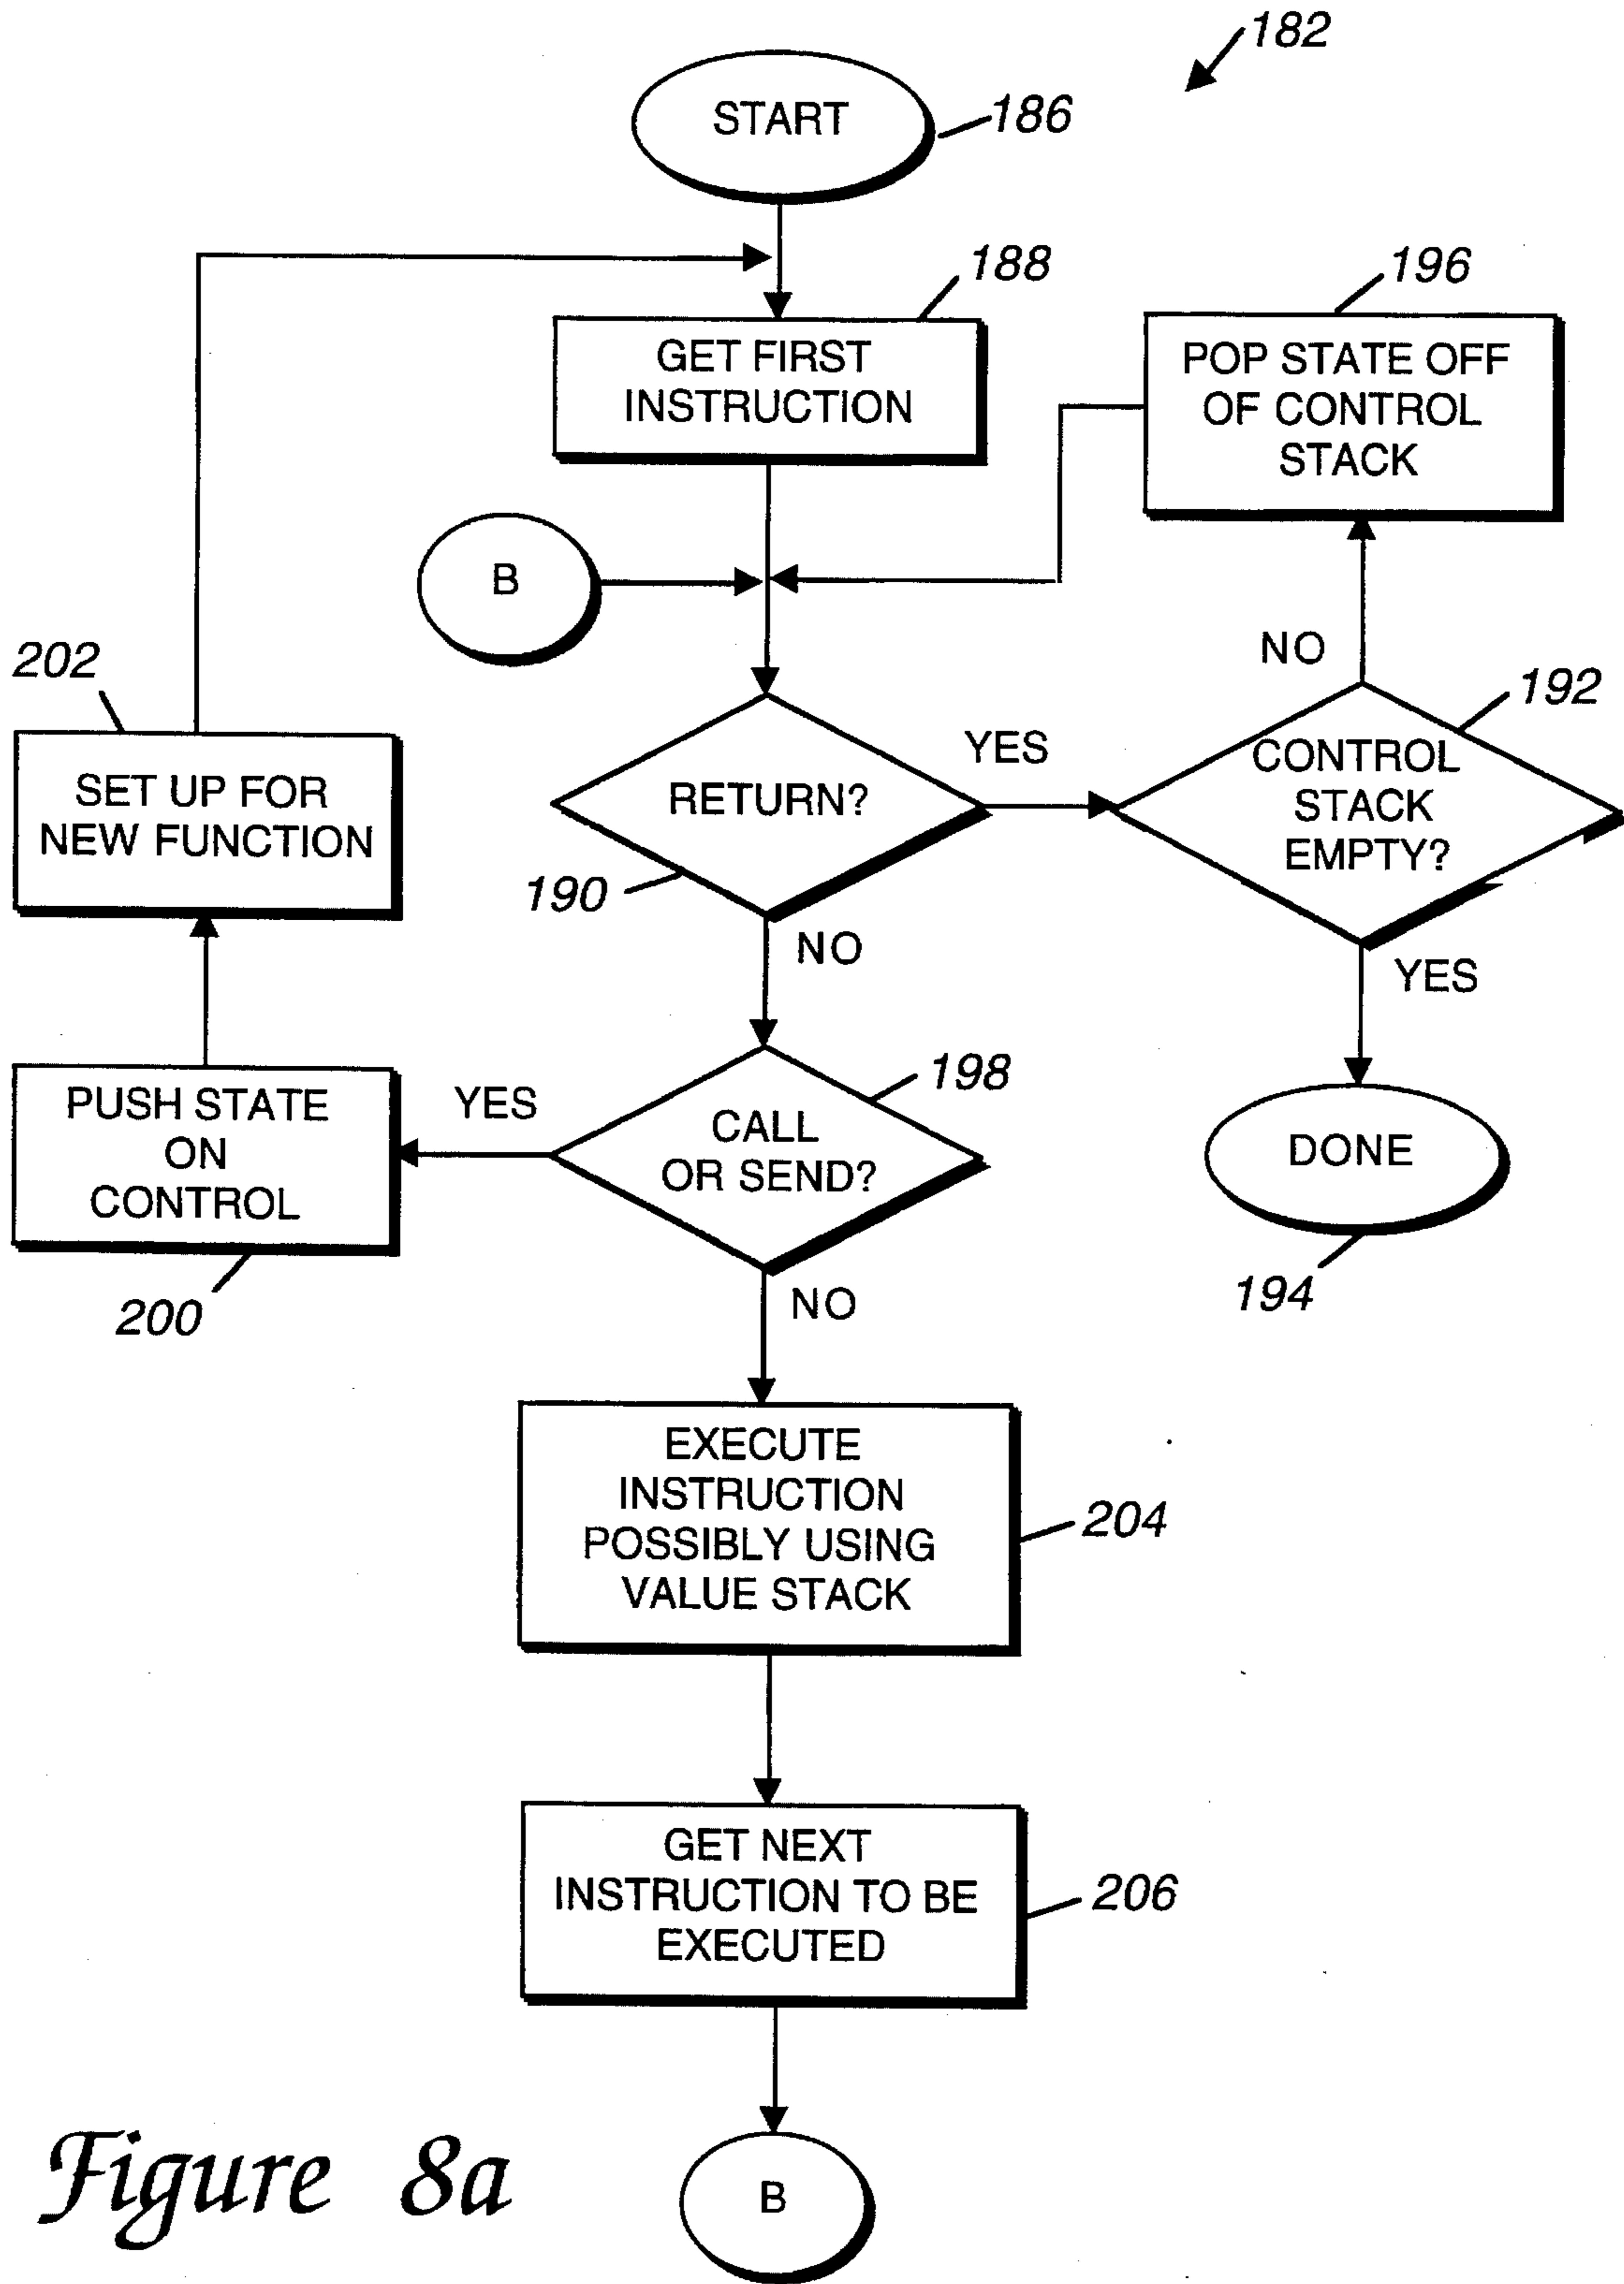 182
START
186
188
GET FIRST
INSTRUCTION
196
POP STATE OFF
OF CONTROL
STACK
B
NO
202
SET UP FOR
NEW FUNCTION
RETURN?
190
YES
192
CONTROL
STACK
EMPTY?
NO
YES
198
CALL
OR SEND?
YES
PUSH STATE
ON
CONTROL
200
DONE
194
NO
EXECUTE
INSTRUCTION
POSSIBLY USING
VALUE STACK
204
GET NEXT
INSTRUCTION TO BE
EXECUTED
206
B
Figure 8a